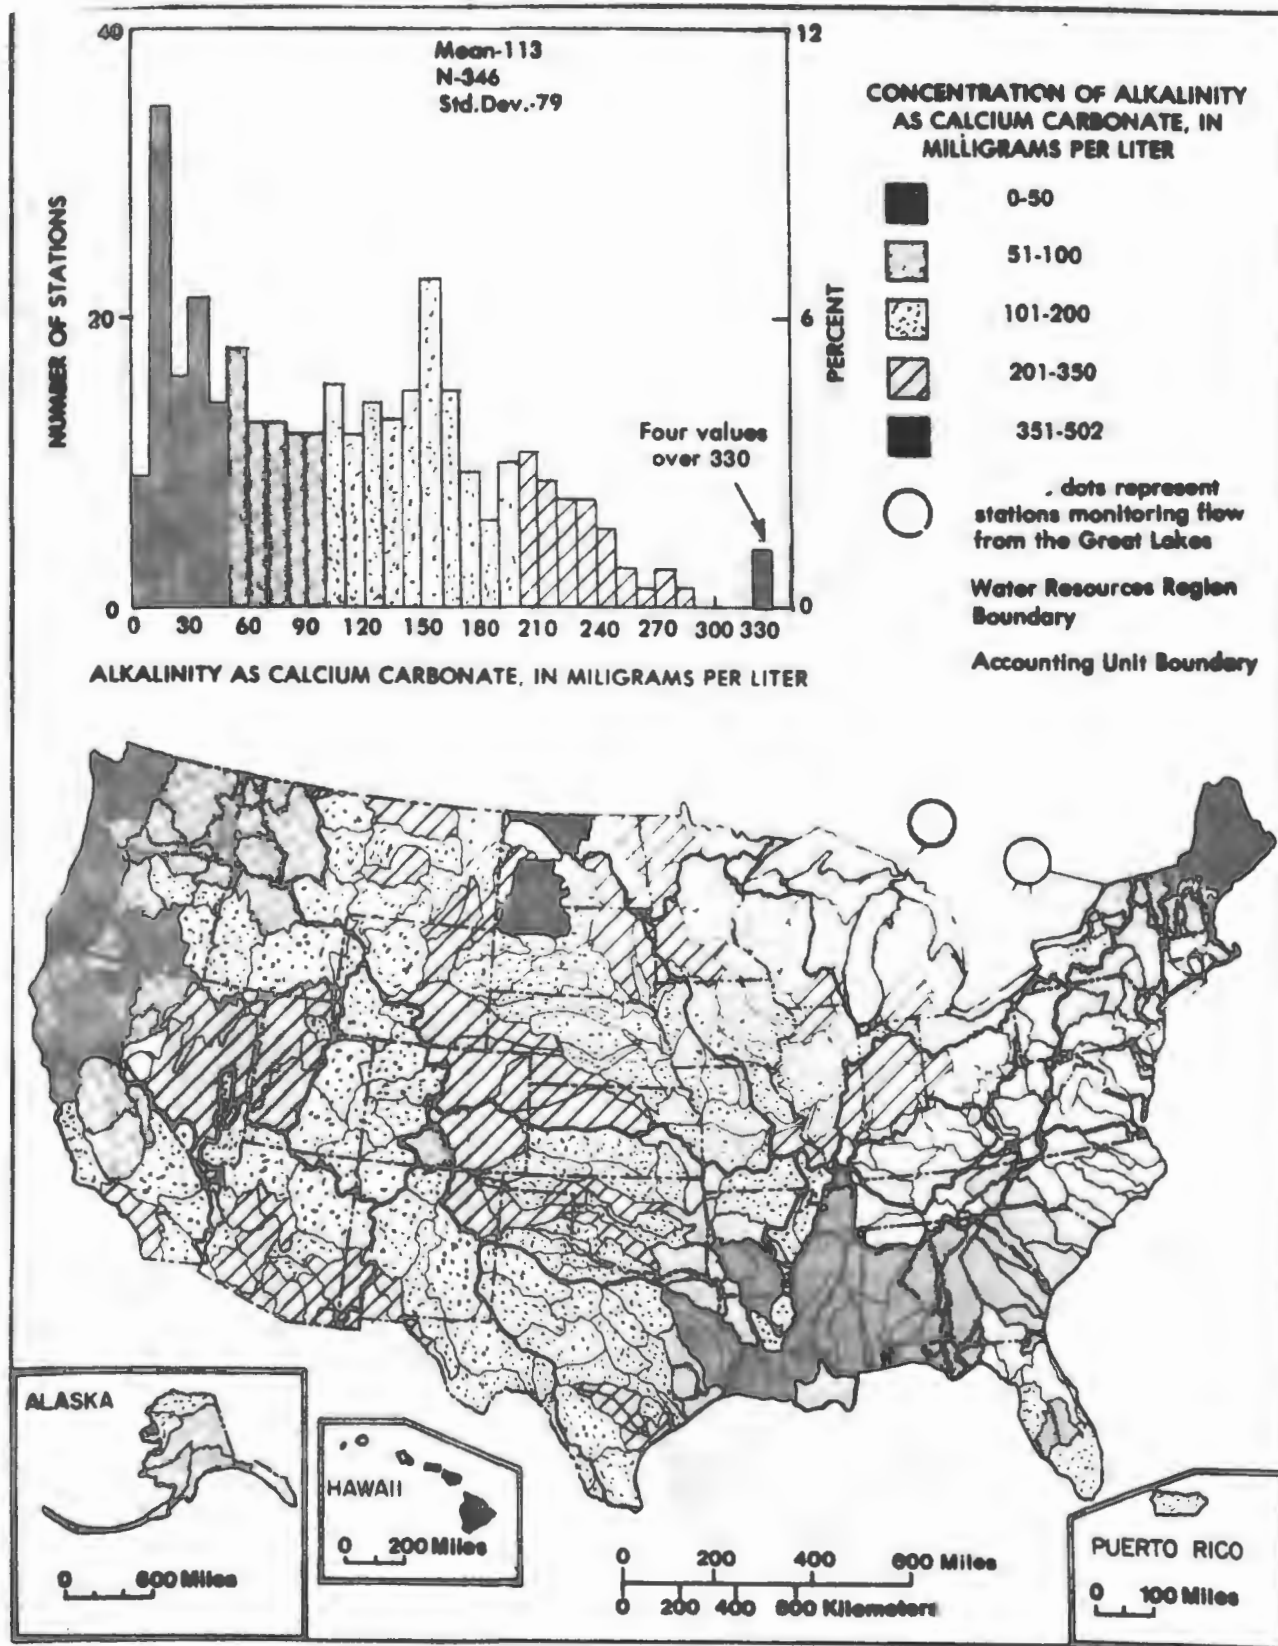 40
12
Mean-113
N-346
Std.Dev.-79
NUMBER OF STATIONS
20
6
PERCENT
Four values
over 330
0
0
0 30 60 90 120 150 180 210 240 270 300 330
ALKALINITY AS CALCIUM CARBONATE, IN MILIGRAMS PER LITER
CONCENTRATION OF ALKALINITY
AS CALCIUM CARBONATE, IN
MILLIGRAMS PER LITER
0-50
51-100
101-200
201-350
351-502
. dots represent
stations monitoring flow
from the Great Lakes
Water Resources Region
Boundary
Accounting Unit Boundary
ALASKA
0 600 Miles
HAWAII
0 200 Miles
0 200 400 600 Miles
0 200 400 600 Kilometers
PUERTO RICO
0 100 Miles